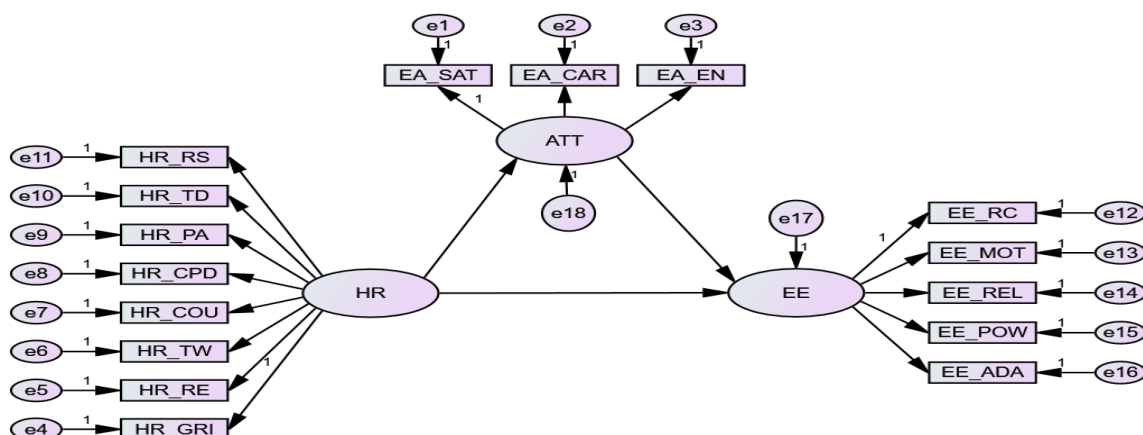 e1 e2 e3
1 1 1
EA_SAT EA_CAR EA_EN
1
ATT
e11 1 HR_RS
1
e18
e10 1 HR_TD
e9 1 HR_PA
e8 1 HR_CPD
e7 1 HR_COU
e6 1 HR_TW
e5 1 HR_RE
e4 1 HR_GRI
1
HR
e17
1
EE
1
EE_RC 1 e12
EE_MOT 1 e13
EE_REL 1 e14
EE_POW 1 e15
EE_ADA 1 e16